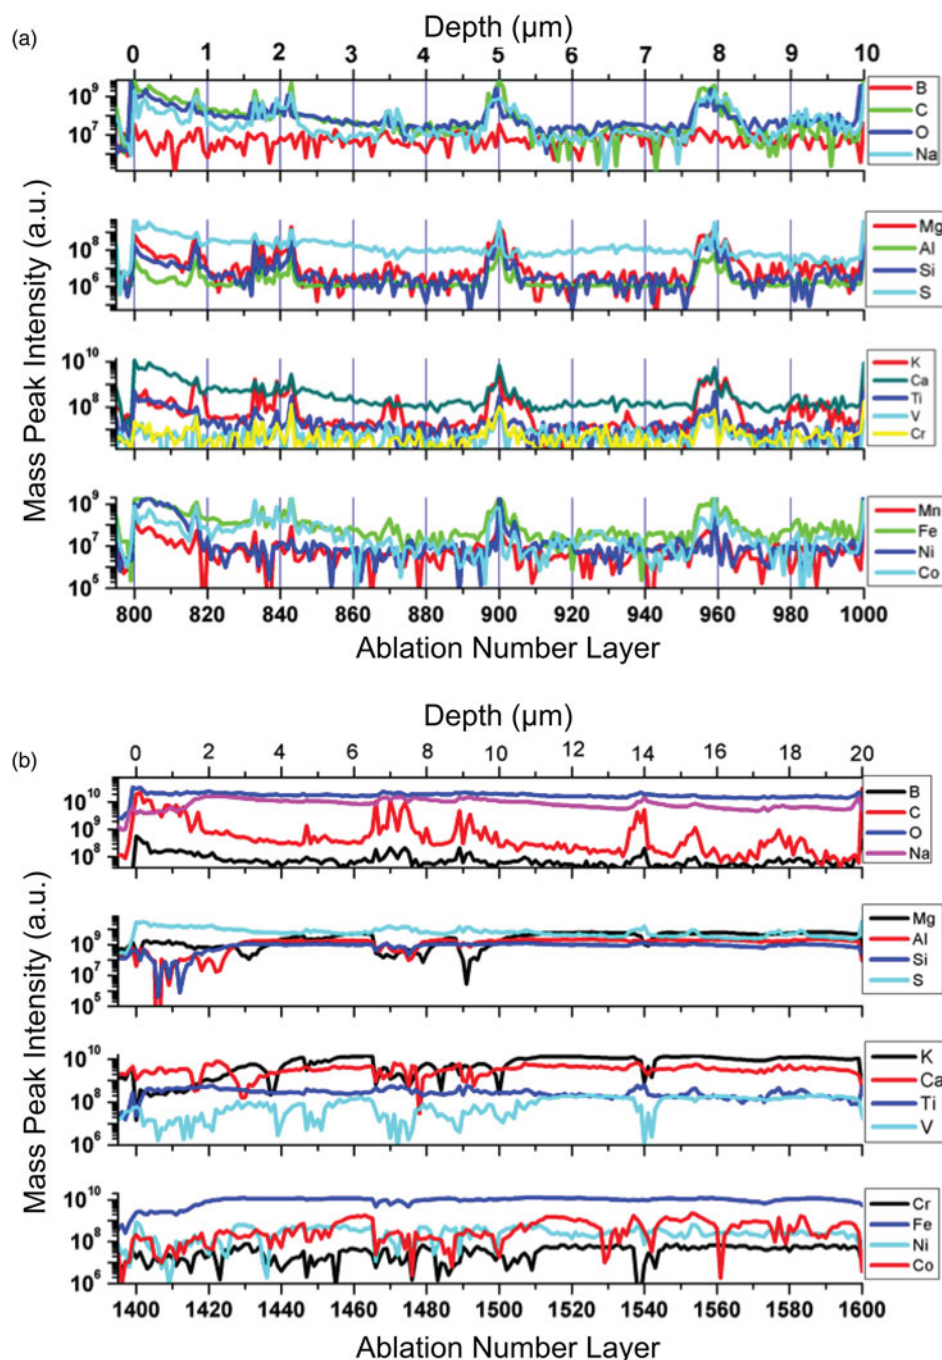 (a)
Depth (µm)
0 1 2 3 4 5 6 7 8 9 10
Mass Peak Intensity (a.u.)
10^9
10^7
B
C
O
Na
10^8
10^6
Mg
Al
Si
S
10^10
10^8
K
Ca
Ti
V
Cr
10^9
10^7
10^5
Mn
Fe
Ni
Co
800 820 840 860 880 900 920 940 960 980 1000
Ablation Number Layer
(b)
Depth (µm)
0 2 4 6 8 10 12 14 16 18 20
Mass Peak Intensity (a.u.)
10^10
10^9
10^8
B
C
O
Na
10^9
10^7
10^5
Mg
Al
Si
S
10^10
10^8
10^6
K
Ca
Ti
V
10^10
10^8
10^6
Cr
Fe
Ni
Co
1400 1420 1440 1460 1480 1500 1520 1540 1560 1580 1600
Ablation Number Layer